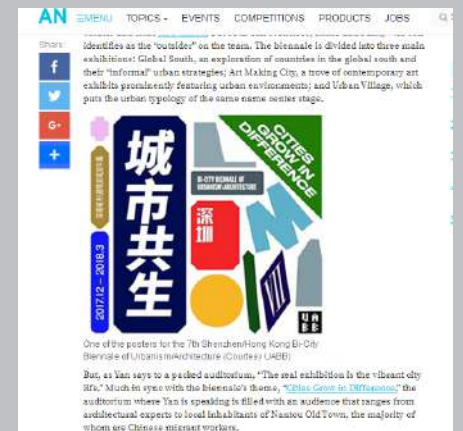 AN
MENU TOPICS EVENTS COMPETITIONS PRODUCTS JOBS
Share:
identifies as the "outsider" on the team. The biennale is divided into three main
exhibitions: Global South, an exploration of countries in the global south and
their "informal" urban strategies; Art Making City, a trove of contemporary art
exhibits prominently featuring urban environments; and Urban Village, which
puts the urban typology of the same name center stage.
f
G+
+
城市共生
2017.12 – 2018.3
BI-CITY BIENNALE OF
URBANISM\ARCHITECTURE
深圳
CITIES
GROW IN
DIFFERENCE
VII
UA
BB
One of the posters for the 7th Shenzhen/Hong Kong Bi-City
Biennale of Urbanism/Architecture (Courtesy UABB)
But, as Yan says to a packed auditorium, "The real exhibition is the vibrant city
life." Much in sync with the biennale's theme, "Cities Grow in Difference," the
auditorium where Yan is speaking is filled with an audience that ranges from
architectural experts to local inhabitants of Nantou Old Town, the majority of
whom are Chinese migrant workers.